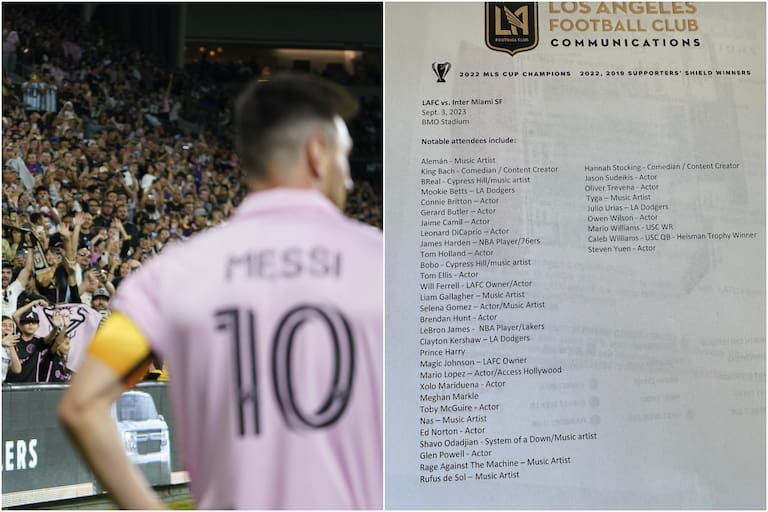 MESSI
10
ERS
LOS ANGELES
FOOTBALL CLUB
COMMUNICATIONS
LOS ANGELES
FOOTBALL CLUB
2022 MLS CUP CHAMPIONS 2022, 2019 SUPPORTERS' SHIELD WINNERS
LAFC vs. Inter Miami SF
Sept. 3, 2023
BMO Stadium
Notable attendees include:
Alemán - Music Artist
King Bach - Comedian / Content Creator
BReal - Cypress Hill/music artist
Mookie Betts – LA Dodgers
Connie Britton – Actor
Gerard Butler – Actor
Jaime Camil – Actor
Leonard DiCaprio – Actor
James Harden – NBA Player/76ers
Tom Holland – Actor
Bobo - Cypress Hill/music artist
Tom Ellis - Actor
Will Ferrell - LAFC Owner/Actor
Liam Gallagher – Music Artist
Selena Gomez – Actor/Music Artist
Brendan Hunt - Actor
LeBron James - NBA Player/Lakers
Clayton Kershaw – LA Dodgers
Prince Harry
Magic Johnson – LAFC Owner
Mario Lopez – Actor/Access Hollywood
Xolo Mariduena - Actor
Meghan Markle
Toby McGuire - Actor
Nas – Music Artist
Ed Norton - Actor
Shavo Odadjian - System of a Down/Music artist
Glen Powell - Actor
Rage Against The Machine – Music Artist
Rufus de Sol – Music Artist
Hannah Stocking - Comedian / Content Creator
Jason Sudeikis - Actor
Oliver Trevena - Actor
Tyga – Music Artist
Julio Urias – LA Dodgers
Owen Wilson - Actor
Mario Williams - USC WR
Caleb Williams - USC QB - Heisman Trophy Winner
Steven Yuen - Actor